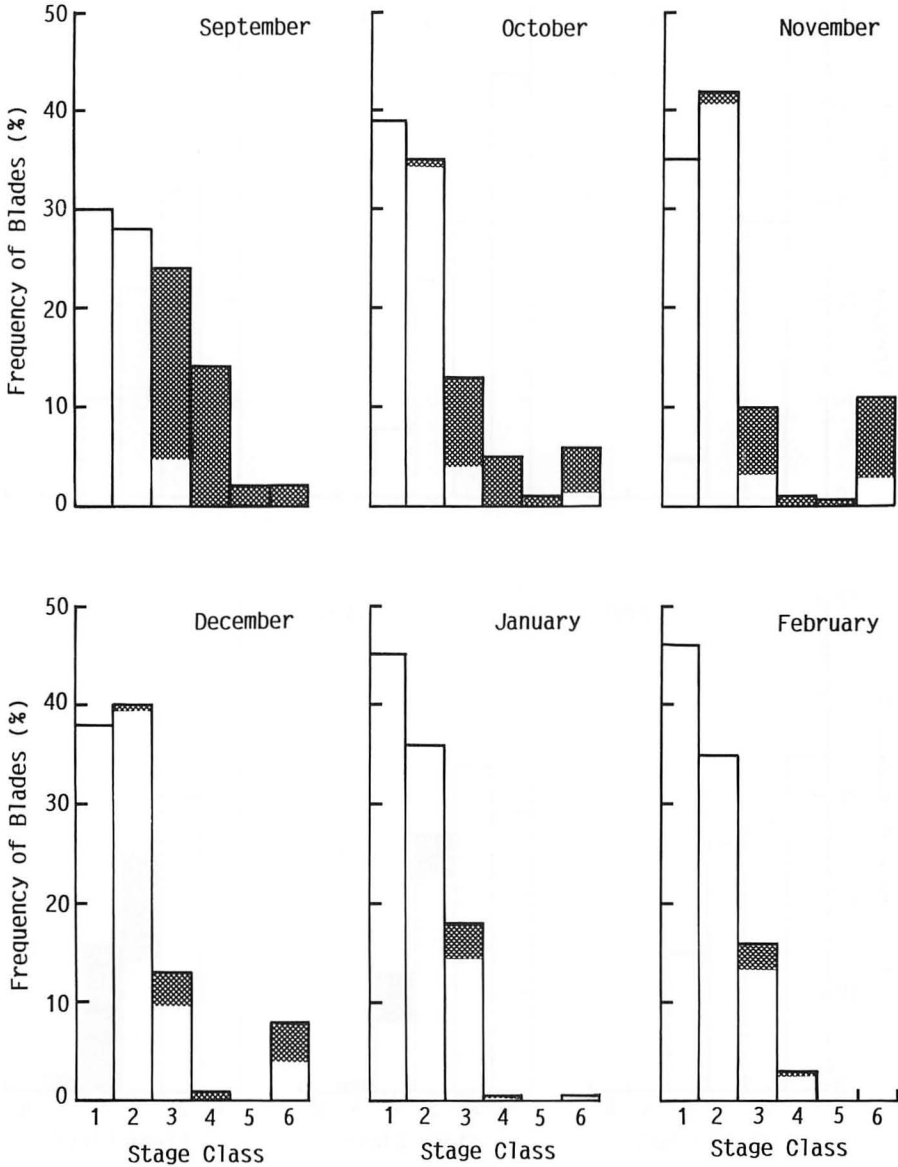 50
40
30
20
10
0
Frequency of Blades (%)
September
October
November
50
40
30
20
10
0
Frequency of Blades (%)
December
January
February
1 2 3 4 5 6
1 2 3 4 5 6
1 2 3 4 5 6
Stage Class
Stage Class
Stage Class